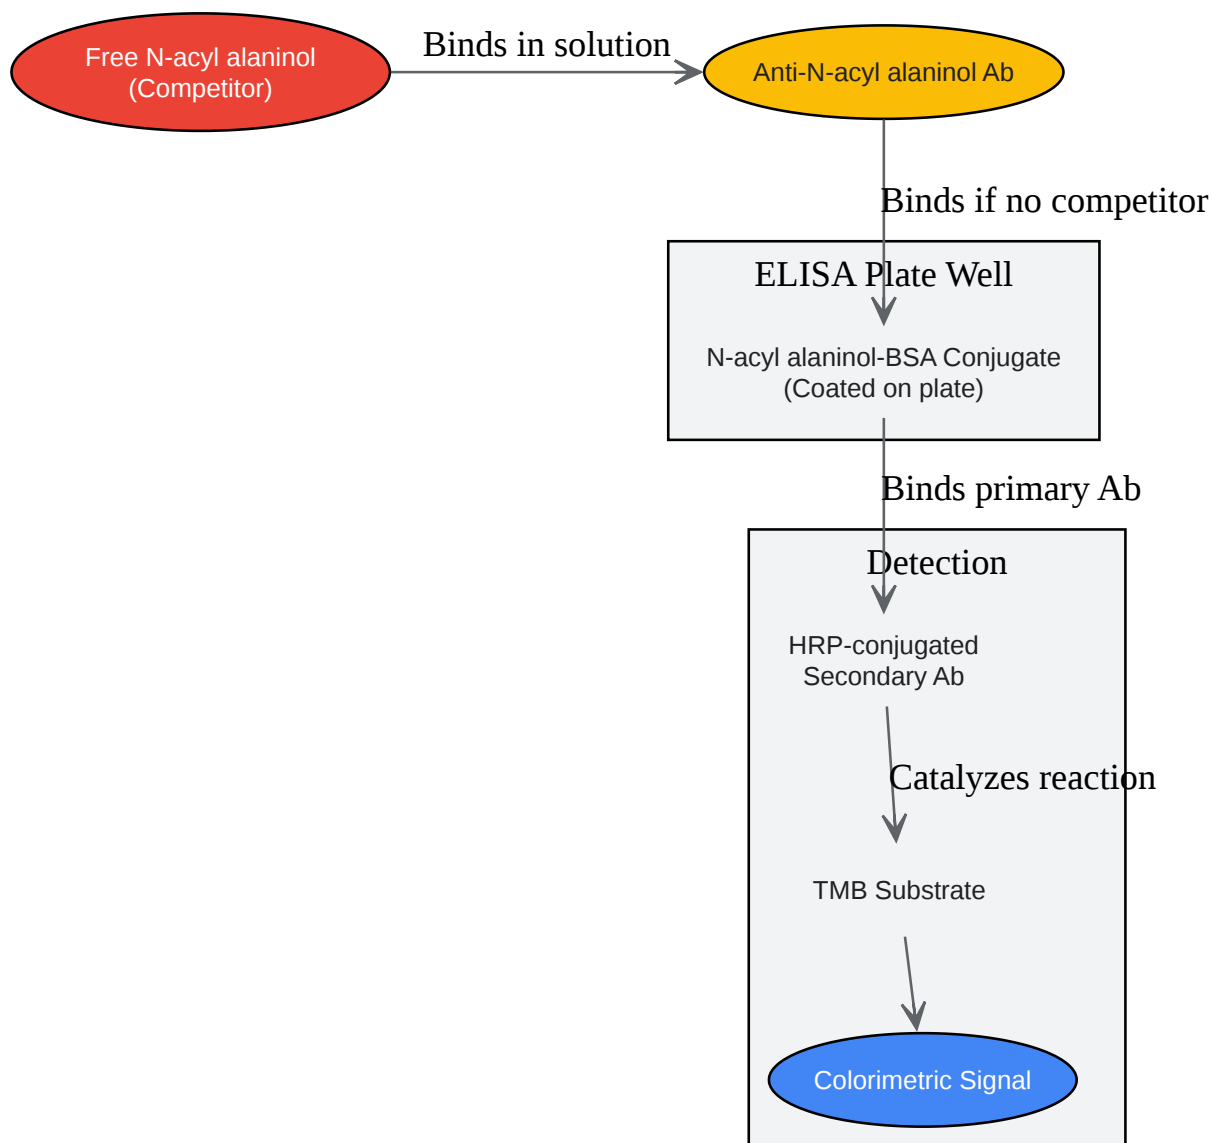 Free N-acyl alaninol
(Competitor)
Binds in solution
Anti-N-acyl alaninol Ab
Binds if no competitor
ELISA Plate Well
N-acyl alaninol-BSA Conjugate
(Coated on plate)
Binds primary Ab
Detection
HRP-conjugated
Secondary Ab
Catalyzes reaction
TMB Substrate
Colorimetric Signal